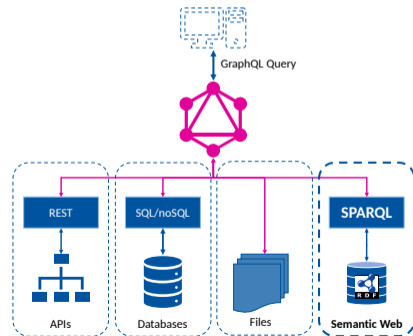 GraphQL Query
REST
SQL/noSQL
SPARQL
RDF
APIs
Databases
Files
Semantic Web